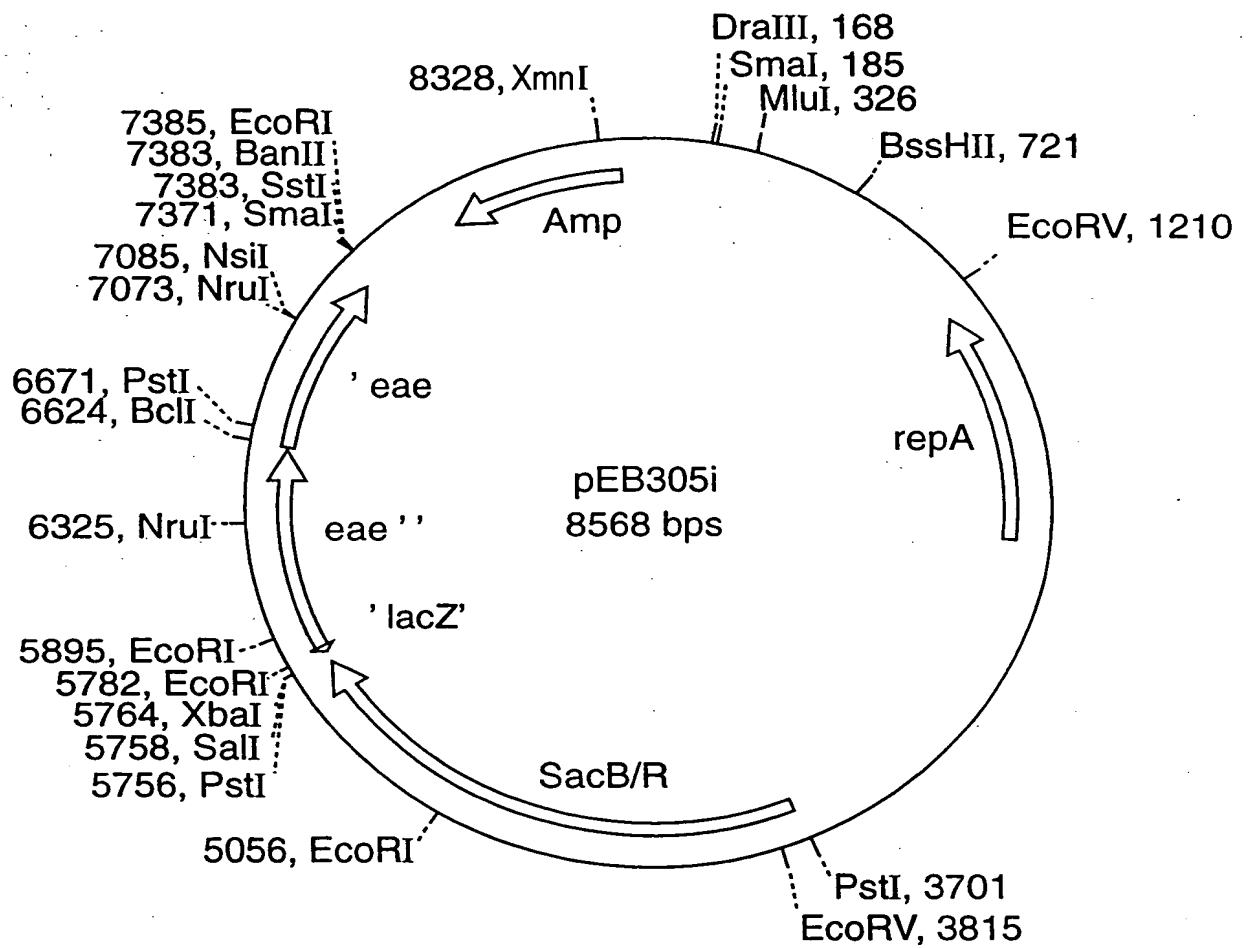 DraIII, 168
SmaI, 185
MluI, 326
BssHII, 721
EcoRV, 1210
8328, XmnI
7385, EcoRI
7383, BanII
7383, SstI
7371, SmaI
7085, NsiI
7073, NruI
6671, PstI
6624, BclI
6325, NruI
5895, EcoRI
5782, EcoRI
5764, XbaI
5758, SalI
5756, PstI
5056, EcoRI
PstI, 3701
EcoRV, 3815
Amp
' eae
repA
pEB305i
8568 bps
eae ' '
' lacZ'
SacB/R